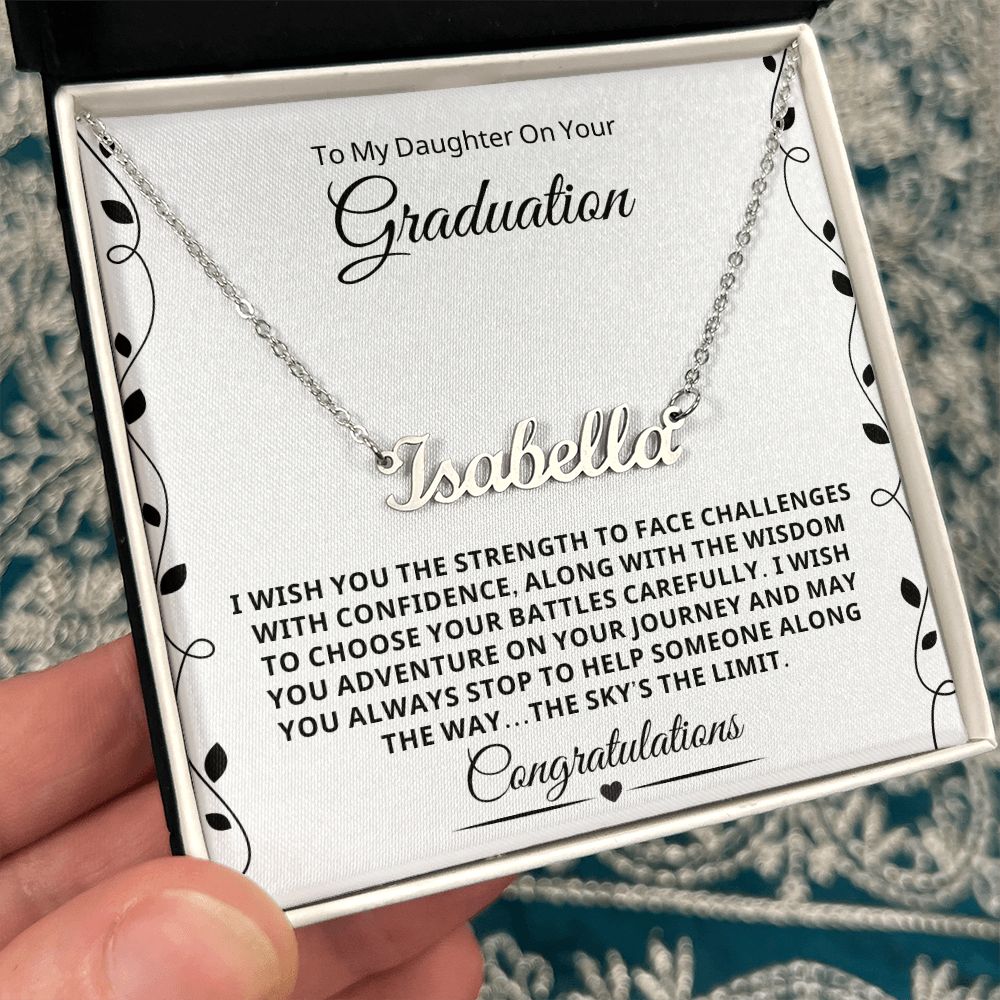 To My Daughter On Your
Graduation
Isabella
I WISH YOU THE STRENGTH TO FACE CHALLENGES
WITH CONFIDENCE, ALONG WITH THE WISDOM
TO CHOOSE YOUR BATTLES CAREFULLY. I WISH
YOU ADVENTURE ON YOUR JOURNEY AND MAY
YOU ALWAYS STOP TO HELP SOMEONE ALONG
THE WAY...THE SKY'S THE LIMIT.
Congratulations